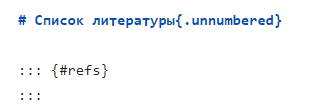 # Список литературы{.unnumbered}
::: {#refs}
:::